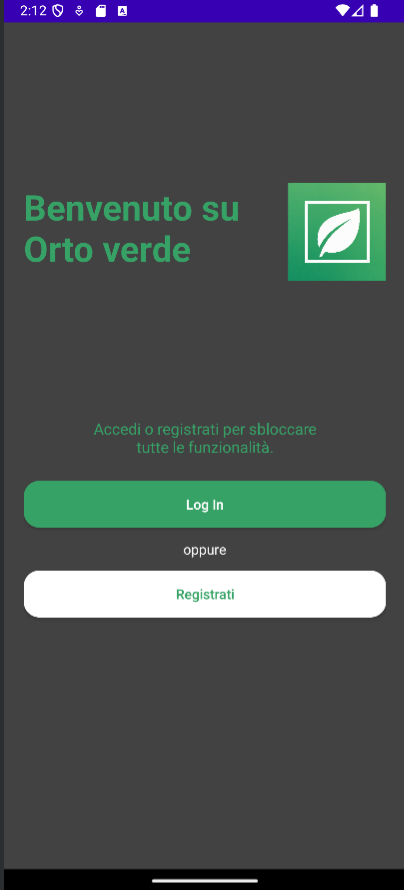 2:12
Benvenuto su
Orto verde
Accedi o registrati per sbloccare
tutte le funzionalità.
Log In
oppure
Registrati